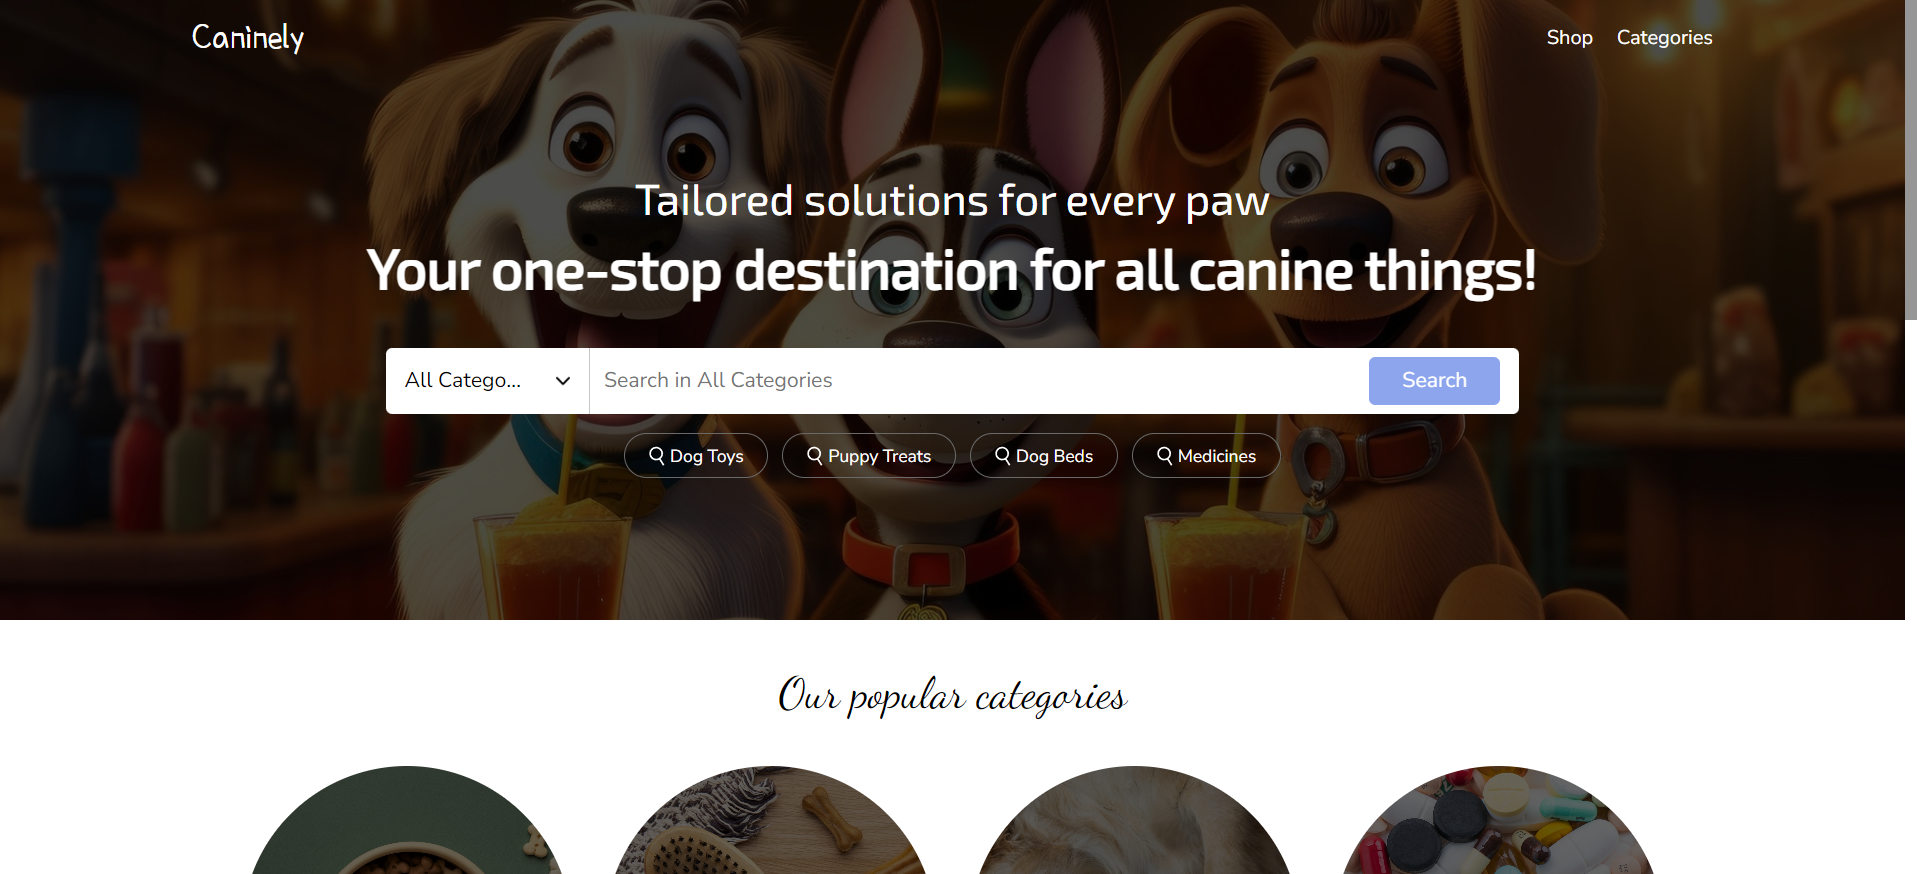 Caninely
Shop Categories
Tailored solutions for every paw
Your one-stop destination for all canine things!
All Catego... Search in All Categories Search
Dog Toys Puppy Treats Dog Beds Medicines
Our popular categories